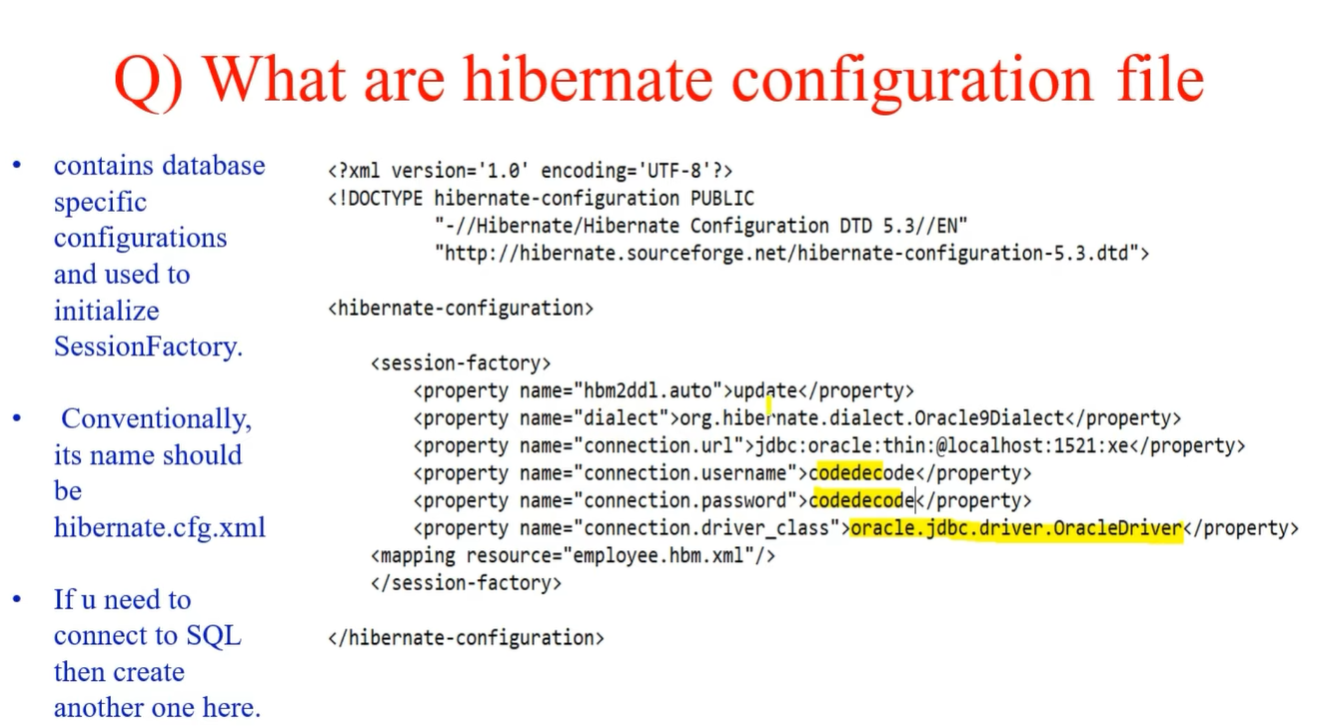 Q) What are hibernate configuration file
• contains database
specific
configurations
and used to
initialize
SessionFactory.
• Conventionally,
its name should
be
hibernate.cfg.xml
• If u need to
connect to SQL
then create
another one here.
<?xml version='1.0' encoding='UTF-8'?>
<!DOCTYPE hibernate-configuration PUBLIC
"-//Hibernate/Hibernate Configuration DTD 5.3//EN"
"http://hibernate.sourceforge.net/hibernate-configuration-5.3.dtd">
<hibernate-configuration>
<session-factory>
<property name="hbm2ddl.auto">update</property>
<property name="dialect">org.hibernate.dialect.Oracle9Dialect</property>
<property name="connection.url">jdbc:oracle:thin:@localhost:1521:xe</property>
<property name="connection.username">codedecode</property>
<property name="connection.password">codedecode</property>
<property name="connection.driver_class">oracle.jdbc.driver.OracleDriver</property>
<mapping resource="employee.hbm.xml"/>
</session-factory>
</hibernate-configuration>